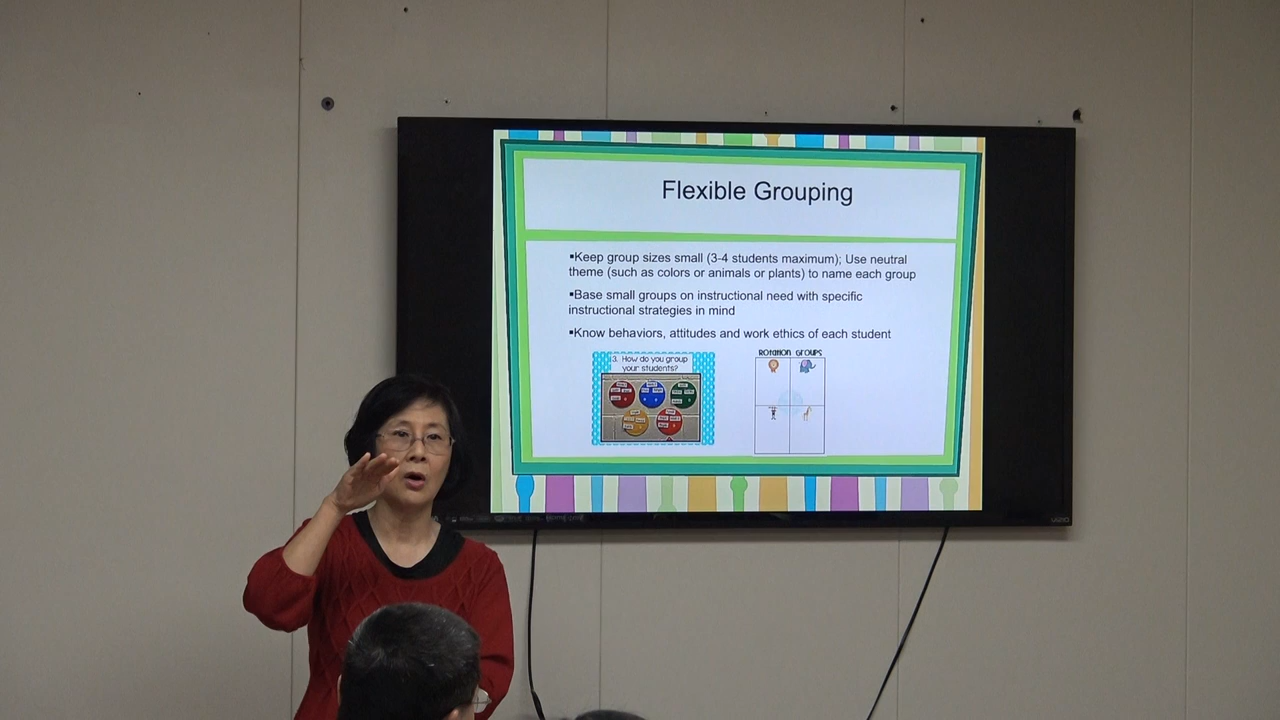 Flexible Grouping
▪Keep group sizes small (3-4 students maximum); Use neutral
theme (such as colors or animals or plants) to name each group
▪Base small groups on instructional need with specific
instructional strategies in mind
▪Know behaviors, attitudes and work ethics of each student
3. How do you group
your students?
ROTATION GROUPS
VIZIO